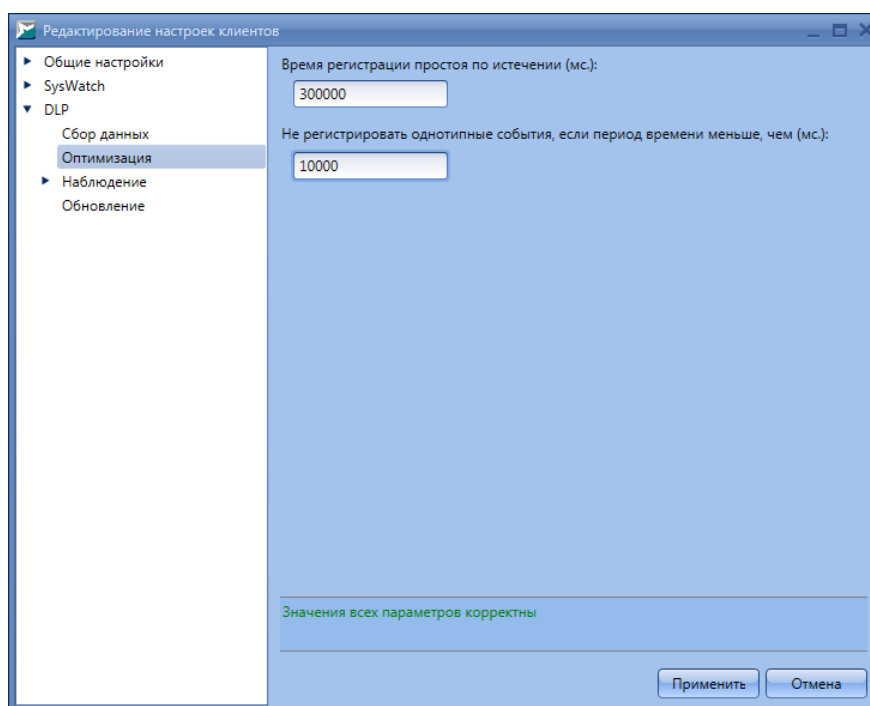 Редактирование настроек клиентов
Общие настройки
SysWatch
DLP
Сбор данных
Оптимизация
Наблюдение
Обновление
Время регистрации простоя по истечении (мс.):
300000
Не регистрировать однотипные события, если период времени меньше, чем (мс.):
10000
Значения всех параметров корректны
Применить
Отмена